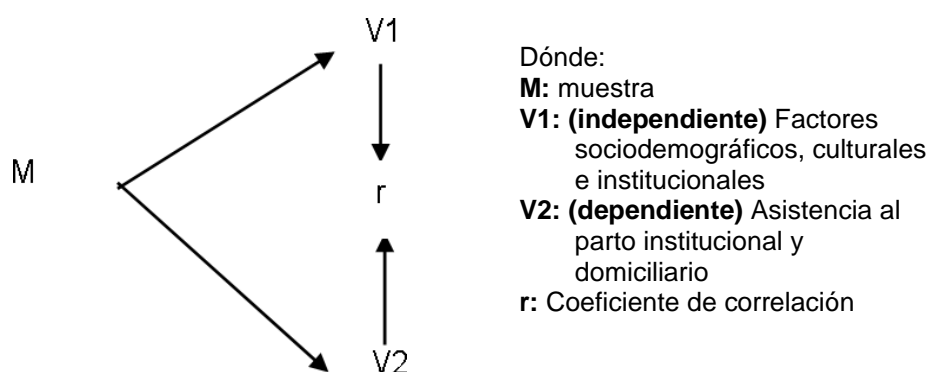 V1
Dónde:
M: muestra
V1: (independiente) Factores
sociodemográficos, culturales
e institucionales
M
r
V2: (dependiente) Asistencia al
parto institucional y
domiciliario
r: Coeficiente de correlación
V2